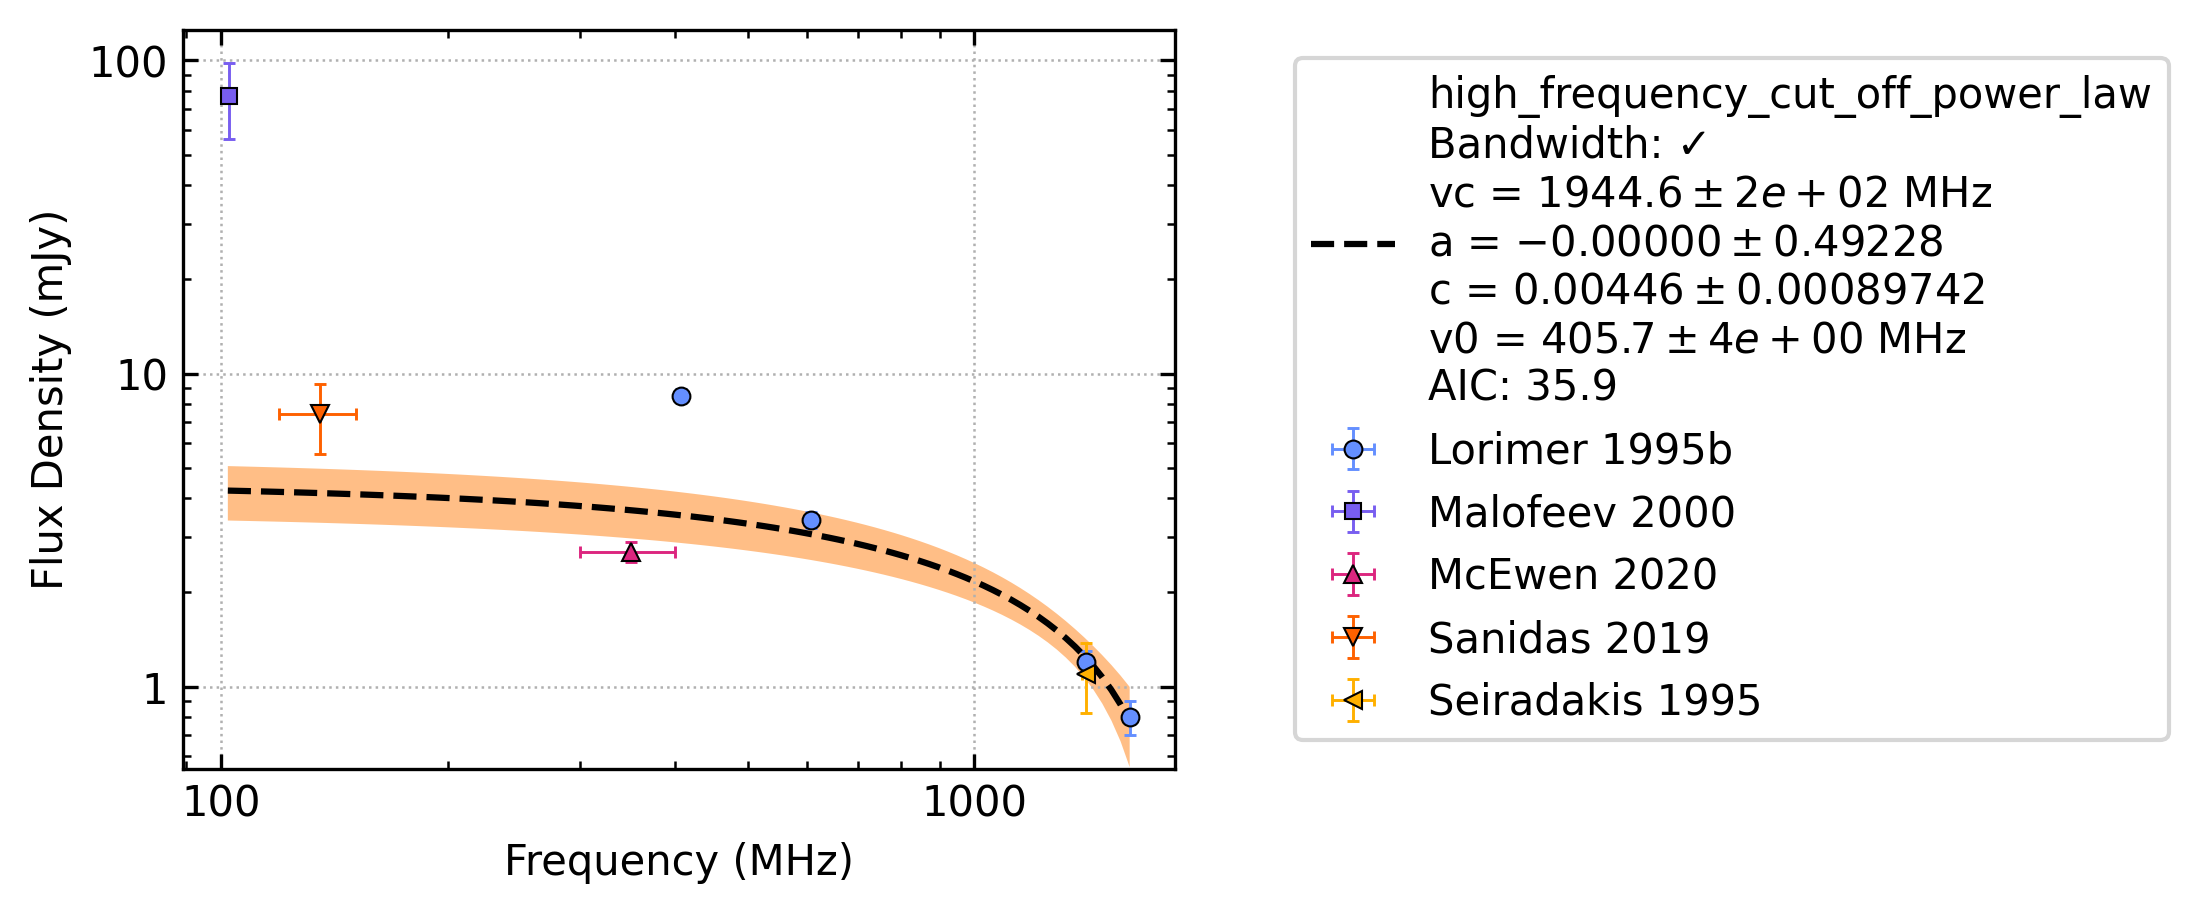 100
10
1
100
1000
Flux Density (mJy)
Frequency (MHz)
high_frequency_cut_off_power_law
Bandwidth: ✓
vc = 1944.6 ± 2e + 02 MHz
a = −0.00000 ± 0.49228
c = 0.00446 ± 0.00089742
v0 = 405.7 ± 4e + 00 MHz
AIC: 35.9
Lorimer 1995b
Malofeev 2000
McEwen 2020
Sanidas 2019
Seiradakis 1995